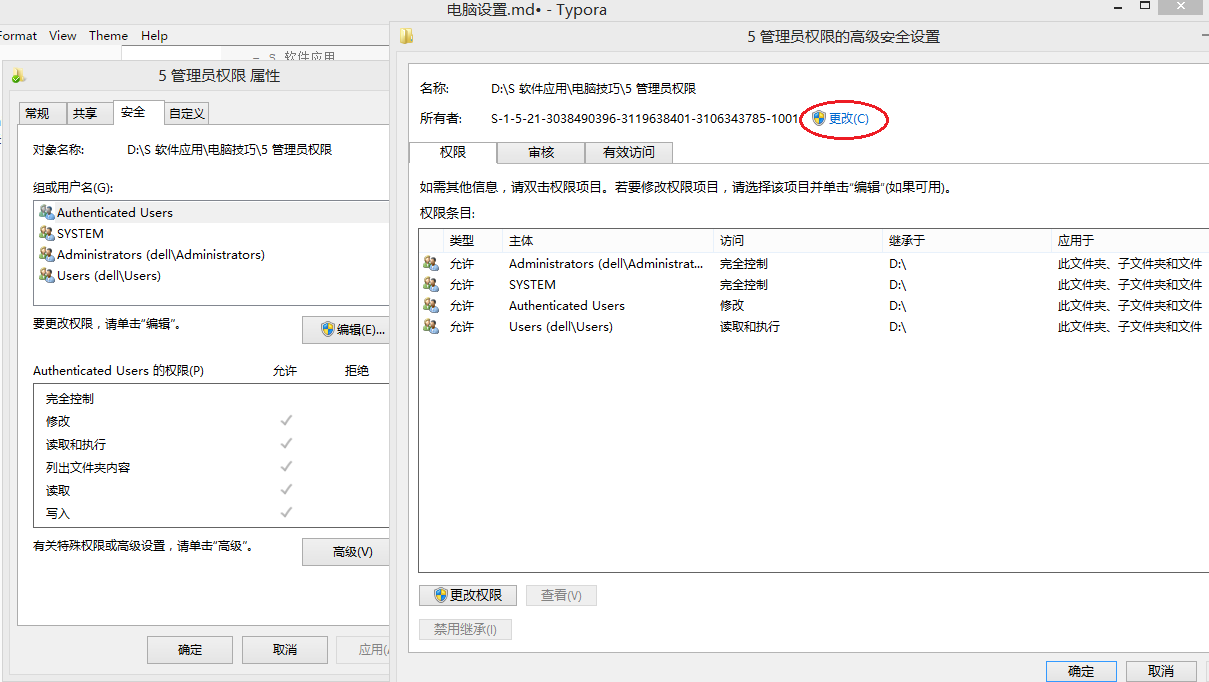 电脑设置.md• - Typora
Format View Theme Help
S 软件应用
5 管理员权限 属性
常规 共享 安全 自定义
对象名称: D:\S 软件应用\电脑技巧\5 管理员权限
组或用户名(G):
Authenticated Users
SYSTEM
Administrators (dell\Administrators)
Users (dell\Users)
要更改权限，请单击"编辑"。
编辑(E)...
Authenticated Users 的权限(P) 允许 拒绝
完全控制
修改
读取和执行
列出文件夹内容
读取
写入
有关特殊权限或高级设置，请单击"高级"。
高级(V)
确定 取消 应用(
5 管理员权限的高级安全设置
名称: D:\S 软件应用\电脑技巧\5 管理员权限
所有者: S-1-5-21-3038490396-3119638401-3106343785-1001 更改(C)
权限 审核 有效访问
如需其他信息，请双击权限项目。若要修改权限项目，请选择该项目并单击"编辑"(如果可用)。
权限条目:
类型 主体 访问 继承于 应用于
允许 Administrators (dell\Administrat... 完全控制 D:\ 此文件夹、子文件夹和文件
允许 SYSTEM 完全控制 D:\ 此文件夹、子文件夹和文件
允许 Authenticated Users 修改 D:\ 此文件夹、子文件夹和文件
允许 Users (dell\Users) 读取和执行 D:\ 此文件夹、子文件夹和文件
更改权限 查看(V)
禁用继承(I)
确定 取消